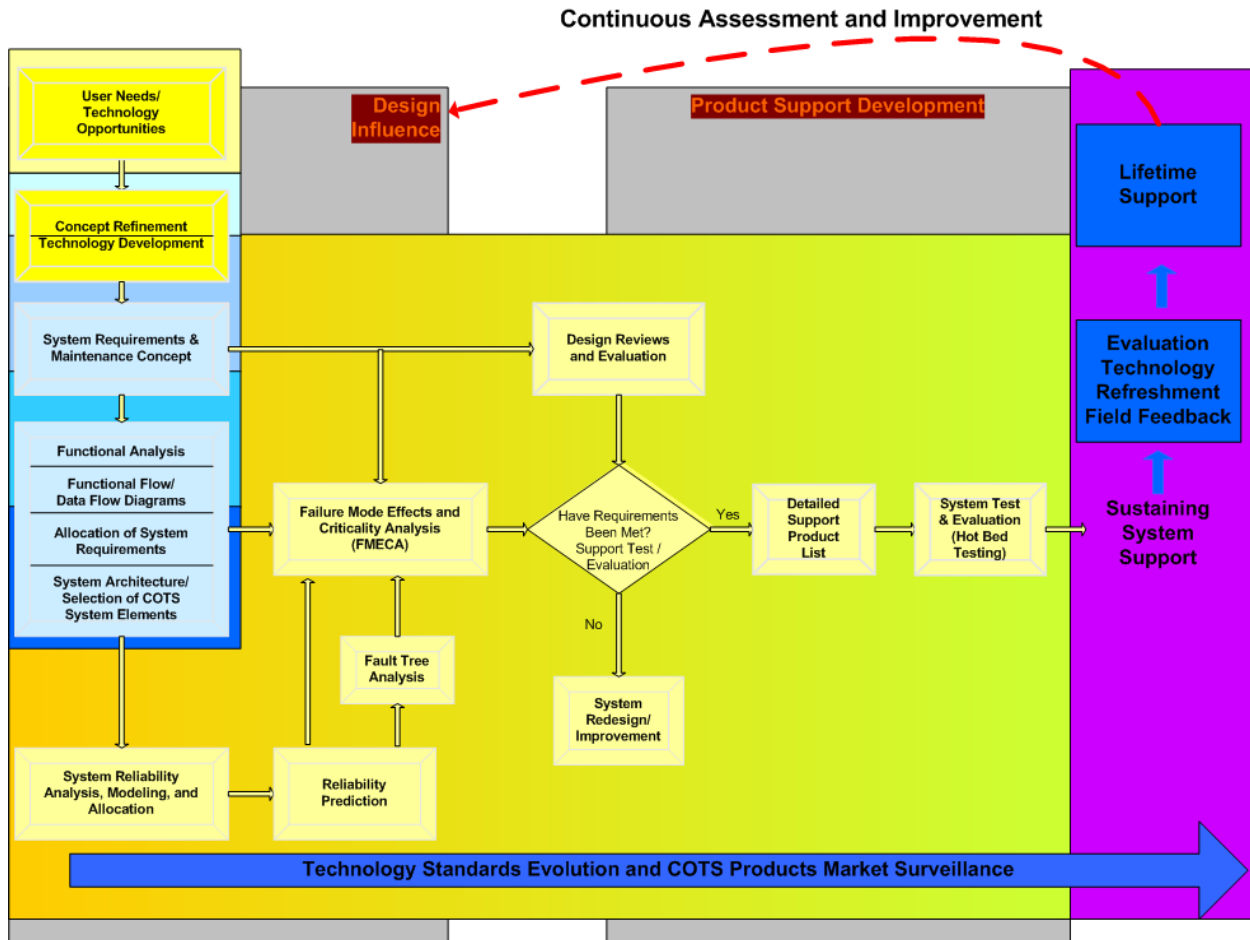 Continuous Assessment and Improvement
User Needs/
Technology
Opportunities
Design
Influence
Product Support Development
Lifetime
Support
Concept Refinement
Technology Development
System Requirements &
Maintenance Concept
Design Reviews
and Evaluation
Evaluation
Technology
Refreshment
Field Feedback
Functional Analysis
Functional Flow/
Data Flow Diagrams
Allocation of System
Requirements
System Architecture/
Selection of COTS
System Elements
Failure Mode Effects and
Criticality Analysis
(FMECA)
Have Requirements
Been Met?
Support Test /
Evaluation
Yes
Detailed
Support
Product
List
System Test
& Evaluation
(Hot Bed
Testing)
Sustaining
System
Support
No
Fault Tree
Analysis
System
Redesign/
Improvement
System Reliability
Analysis, Modeling, and
Allocation
Reliability
Prediction
Technology Standards Evolution and COTS Products Market Surveillance